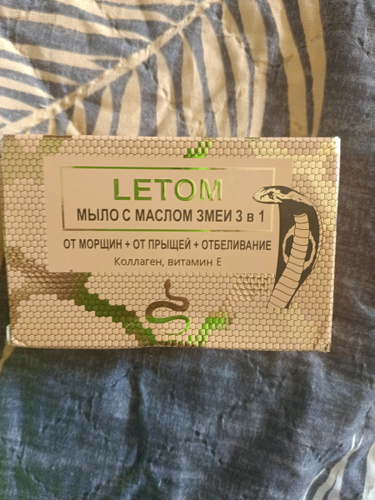 LETOM
МЫЛО С МАСЛОМ ЗМЕИ 3 в 1
ОТ МОРЩИН + ОТ ПРЫЩЕЙ + ОТБЕЛИВАНИЕ
Коллаген, витамин Е